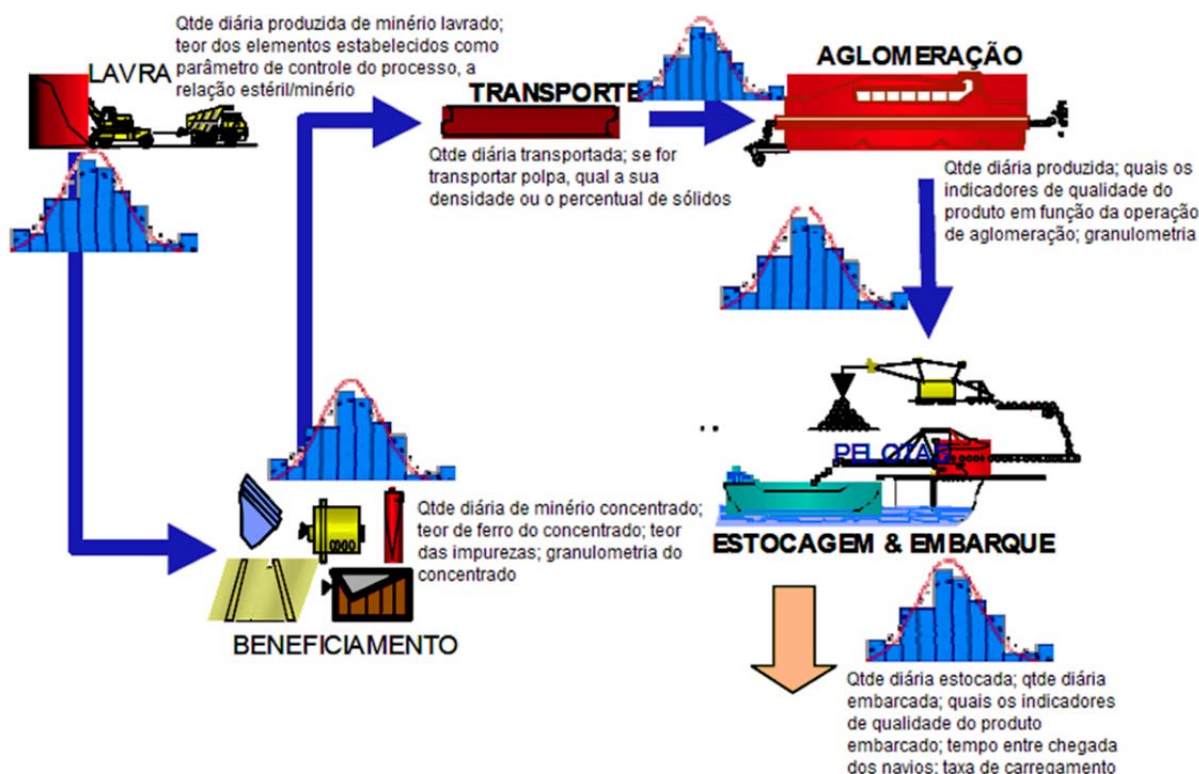 Qtde diária produzida de minério lavrado;
teor dos elementos estabelecidos como
parâmetro de controle do processo, a
relação estéril/minério
LAVRA
TRANSPORTE
Qtde diária transportada; se for
transportar polpa, qual a sua
densidade ou o percentual de sólidos
AGLOMERAÇÃO
Qtde diária produzida; quais os
indicadores de qualidade do
produto em função da operação
de aglomeração; granulometria
Qtde diária de minério concentrado;
teor de ferro do concentrado; teor
das impurezas; granulometria do
concentrado
BENEFICIAMENTO
ESTOCAGEM & EMBARQUE
Qtde diária estocada; qtde diária
embarcada; quais os indicadores
de qualidade do produto
embarcado; tempo entre chegada
dos navios; taxa de carregamento